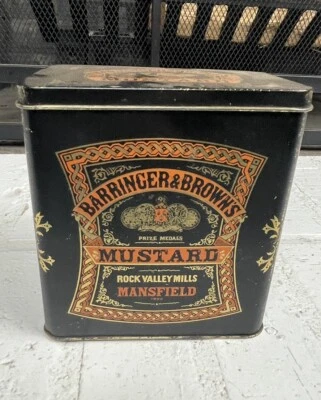 BARRINGER & BROWN'S
PRIZE MEDALS
MUSTARD
ROCK VALLEY MILLS
MANSFIELD